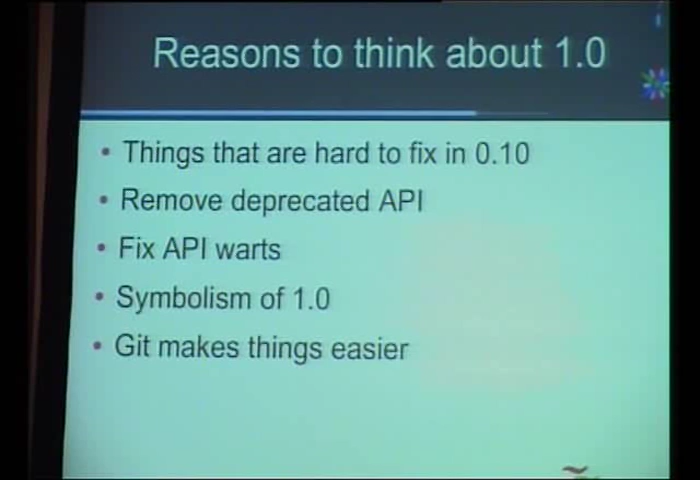 Reasons to think about 1.0
• Things that are hard to fix in 0.10
• Remove deprecated API
• Fix API warts
• Symbolism of 1.0
• Git makes things easier